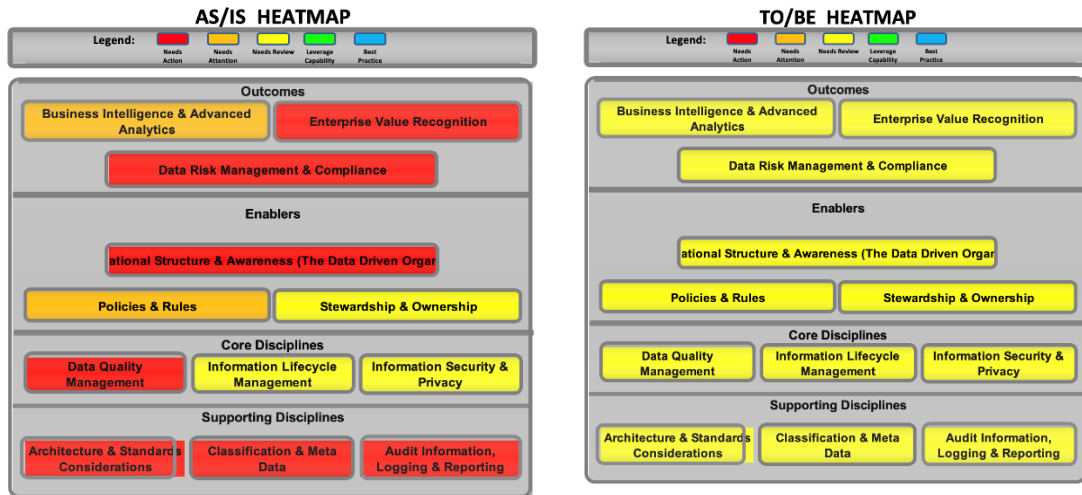 AS/IS HEATMAP
Legend:
Needs
Action
Needs
Attention
Needs Review
Leverage
Capability
Best
Practice
Outcomes
Business Intelligence & Advanced
Analytics
Enterprise Value Recognition
Data Risk Management & Compliance
Enablers
ational Structure & Awareness (The Data Driven Organ
Policies & Rules
Stewardship & Ownership
Core Disciplines
Data Quality
Management
Information Lifecycle
Management
Information Security &
Privacy
Supporting Disciplines
Architecture & Standards
Considerations
Classification & Meta
Data
Audit Information,
Logging & Reporting
TO/BE HEATMAP
Legend:
Needs
Action
Needs
Attention
Needs Review
Leverage
Capability
Best
Practice
Outcomes
Business Intelligence & Advanced
Analytics
Enterprise Value Recognition
Data Risk Management & Compliance
Enablers
ational Structure & Awareness (The Data Driven Organ
Policies & Rules
Stewardship & Ownership
Core Disciplines
Data Quality
Management
Information Lifecycle
Management
Information Security &
Privacy
Supporting Disciplines
Architecture & Standards
Considerations
Classification & Meta
Data
Audit Information,
Logging & Reporting